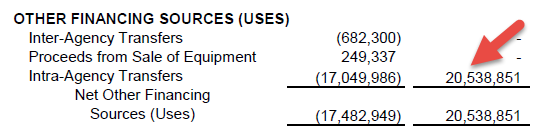 OTHER FINANCING SOURCES (USES)
Inter-Agency Transfers (682,300) -
Proceeds from Sale of Equipment 249,337 -
Intra-Agency Transfers (17,049,986) 20,538,851
Net Other Financing
Sources (Uses) (17,482,949) 20,538,851